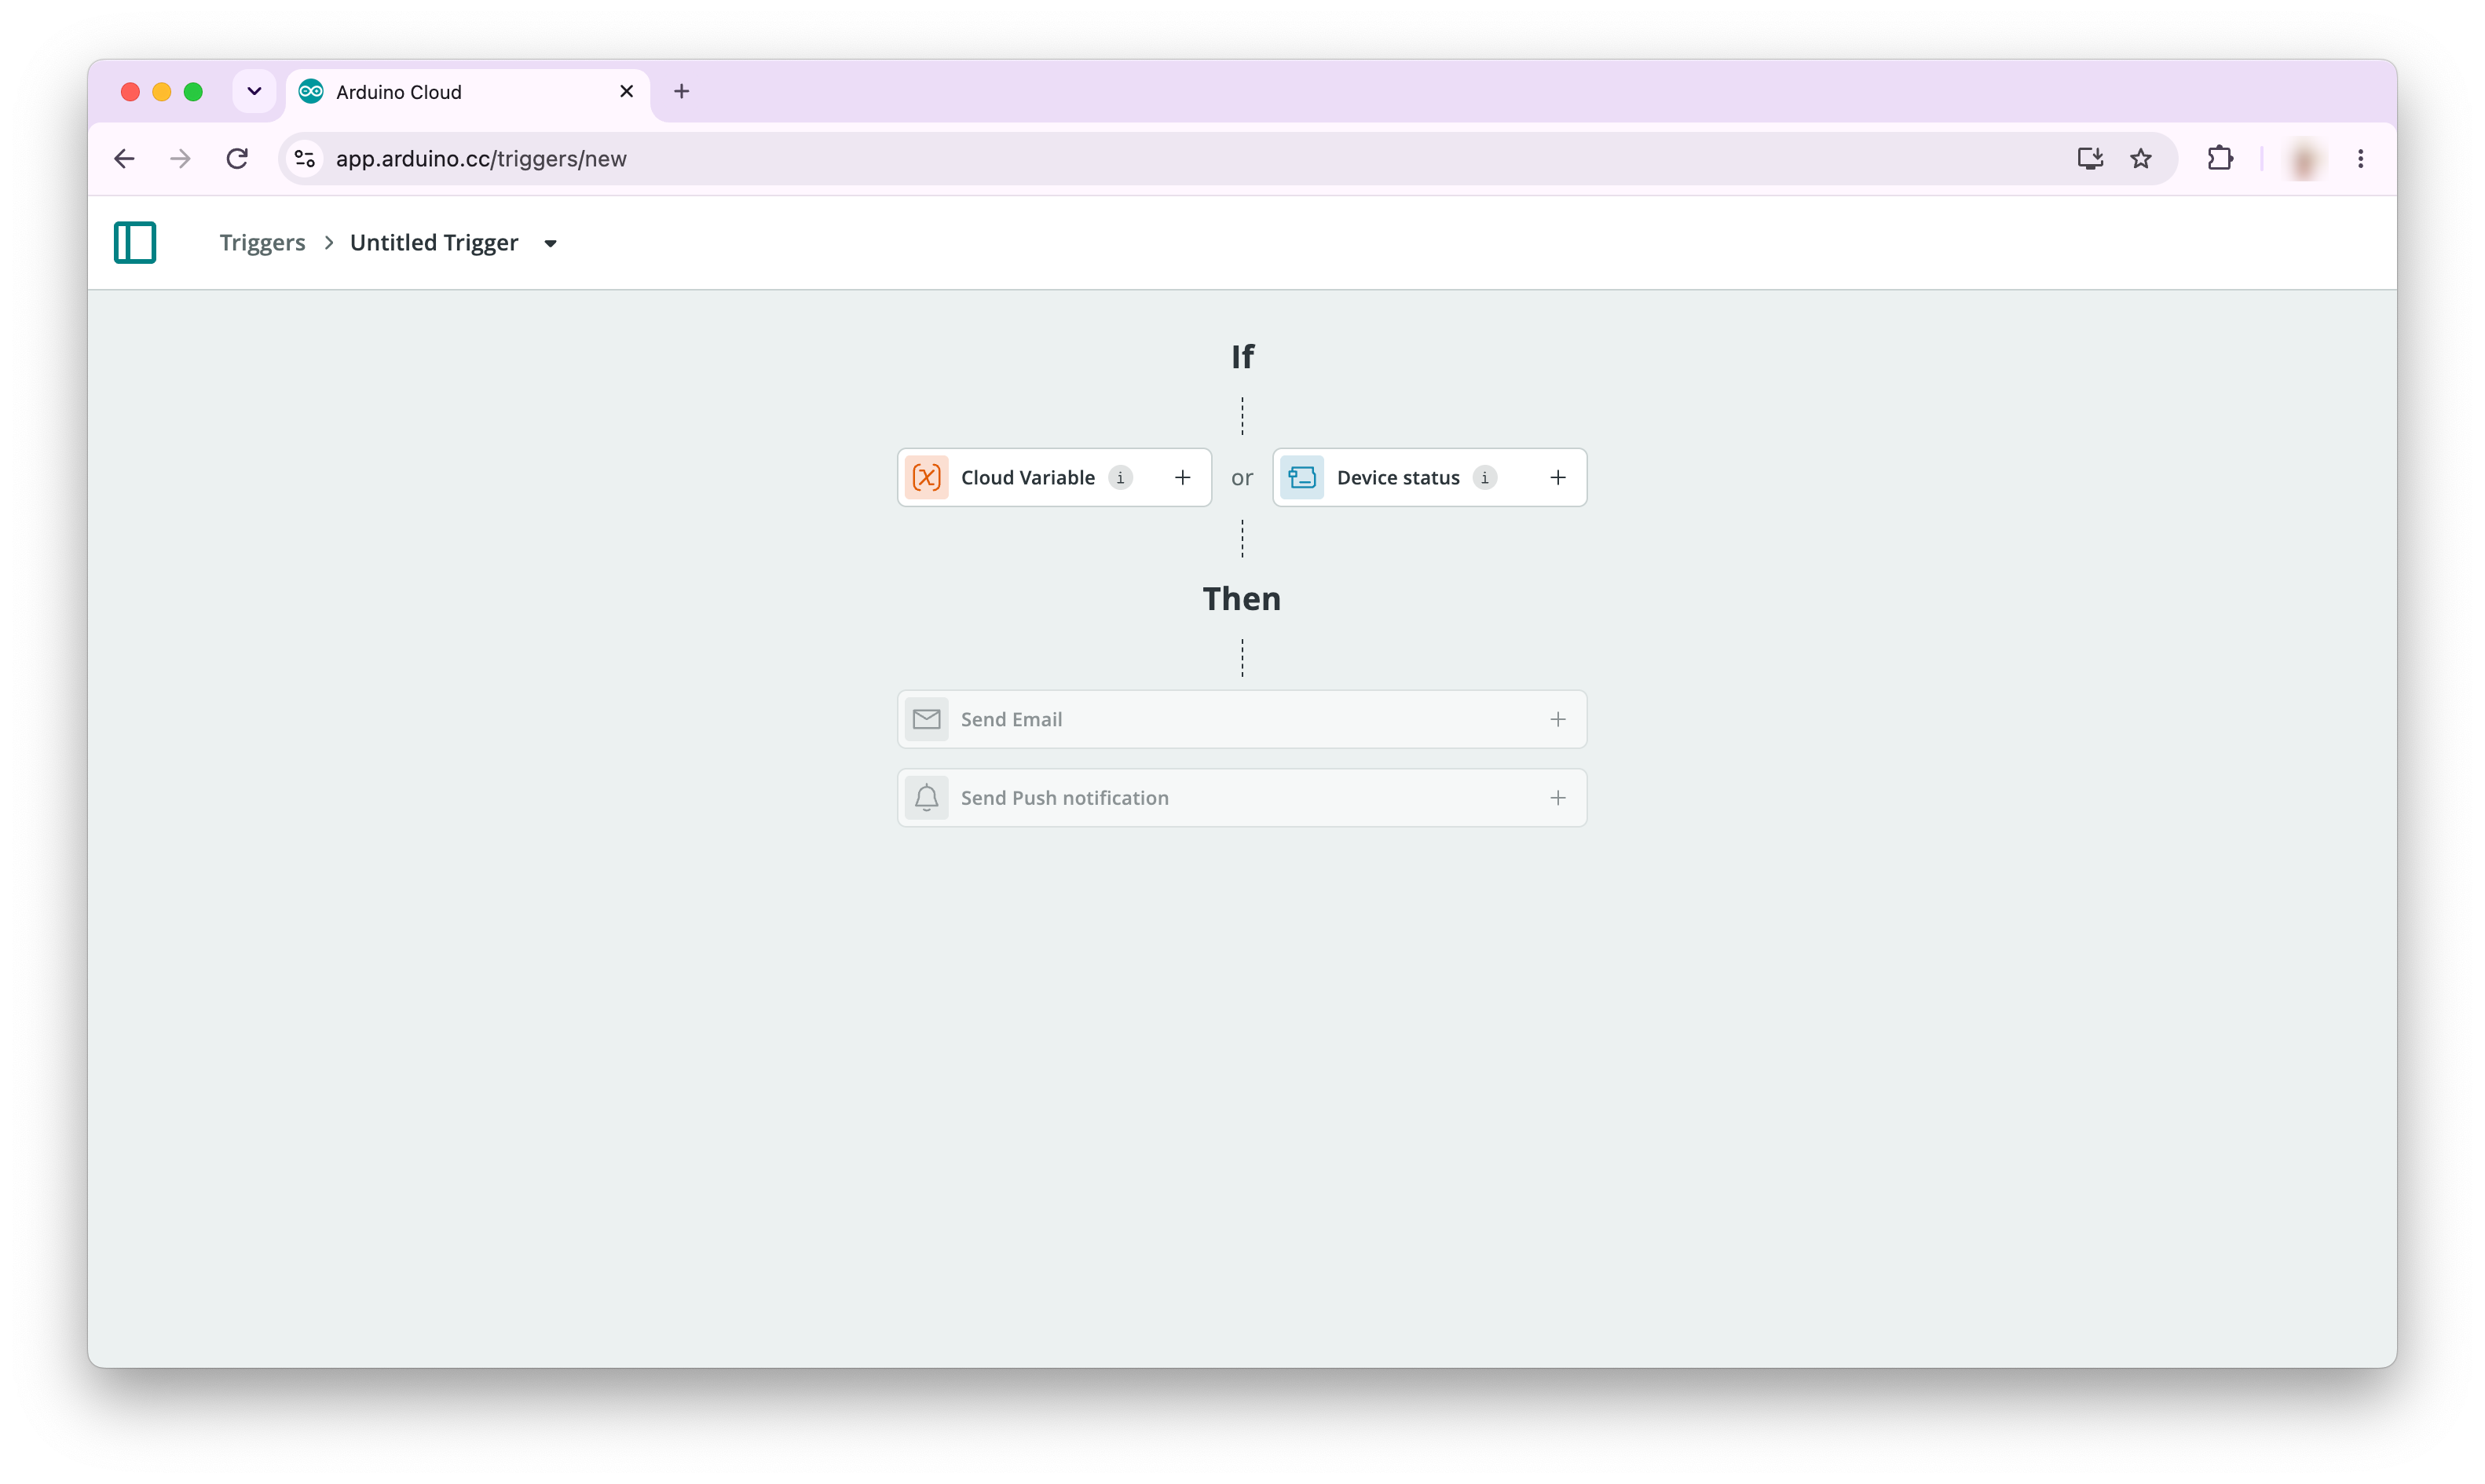 Arduino Cloud
app.arduino.cc/triggers/new
Triggers > Untitled Trigger
If
Cloud Variable i + or Device status i +
Then
Send Email +
Send Push notification +